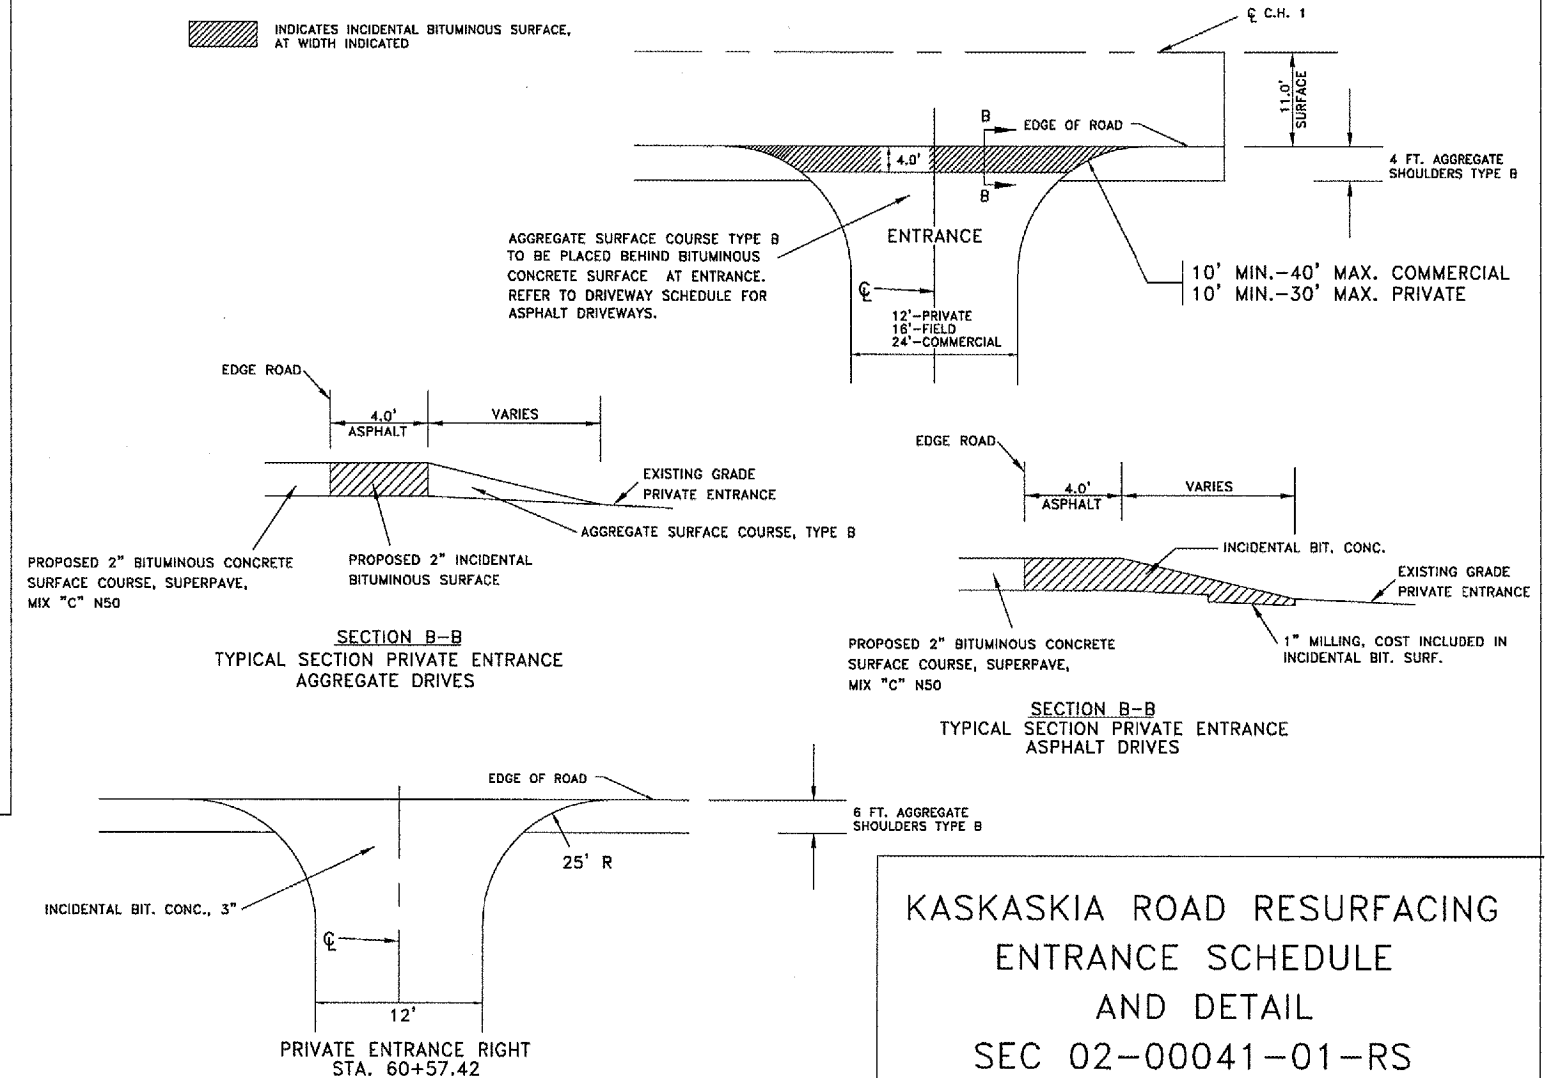 INDICATES INCIDENTAL BITUMINOUS SURFACE,
AT WIDTH INDICATED
℄ C.H. 1
11.0'
SURFACE
B
EDGE OF ROAD
4.0'
B
4 FT. AGGREGATE
SHOULDERS TYPE B
AGGREGATE SURFACE COURSE TYPE B
TO BE PLACED BEHIND BITUMINOUS
CONCRETE SURFACE AT ENTRANCE.
REFER TO DRIVEWAY SCHEDULE FOR
ASPHALT DRIVEWAYS.
ENTRANCE
10' MIN.-40' MAX. COMMERCIAL
10' MIN.-30' MAX. PRIVATE
℄
12'-PRIVATE
16'-FIELD
24'-COMMERCIAL
EDGE ROAD
4.0'
ASPHALT
VARIES
EXISTING GRADE
PRIVATE ENTRANCE
AGGREGATE SURFACE COURSE, TYPE B
PROPOSED 2" BITUMINOUS CONCRETE
SURFACE COURSE, SUPERPAVE,
MIX "C" N50
PROPOSED 2" INCIDENTAL
BITUMINOUS SURFACE
SECTION B-B
TYPICAL SECTION PRIVATE ENTRANCE
AGGREGATE DRIVES
EDGE ROAD
4.0'
ASPHALT
VARIES
INCIDENTAL BIT. CONC.
EXISTING GRADE
PRIVATE ENTRANCE
1" MILLING, COST INCLUDED IN
INCIDENTAL BIT. SURF.
PROPOSED 2" BITUMINOUS CONCRETE
SURFACE COURSE, SUPERPAVE,
MIX "C" N50
SECTION B-B
TYPICAL SECTION PRIVATE ENTRANCE
ASPHALT DRIVES
EDGE OF ROAD
6 FT. AGGREGATE
SHOULDERS TYPE B
25' R
INCIDENTAL BIT. CONC., 3"
℄
12'
PRIVATE ENTRANCE RIGHT
STA. 60+57.42
KASKASKIA ROAD RESURFACING
ENTRANCE SCHEDULE
AND DETAIL
SEC 02-00041-01-RS